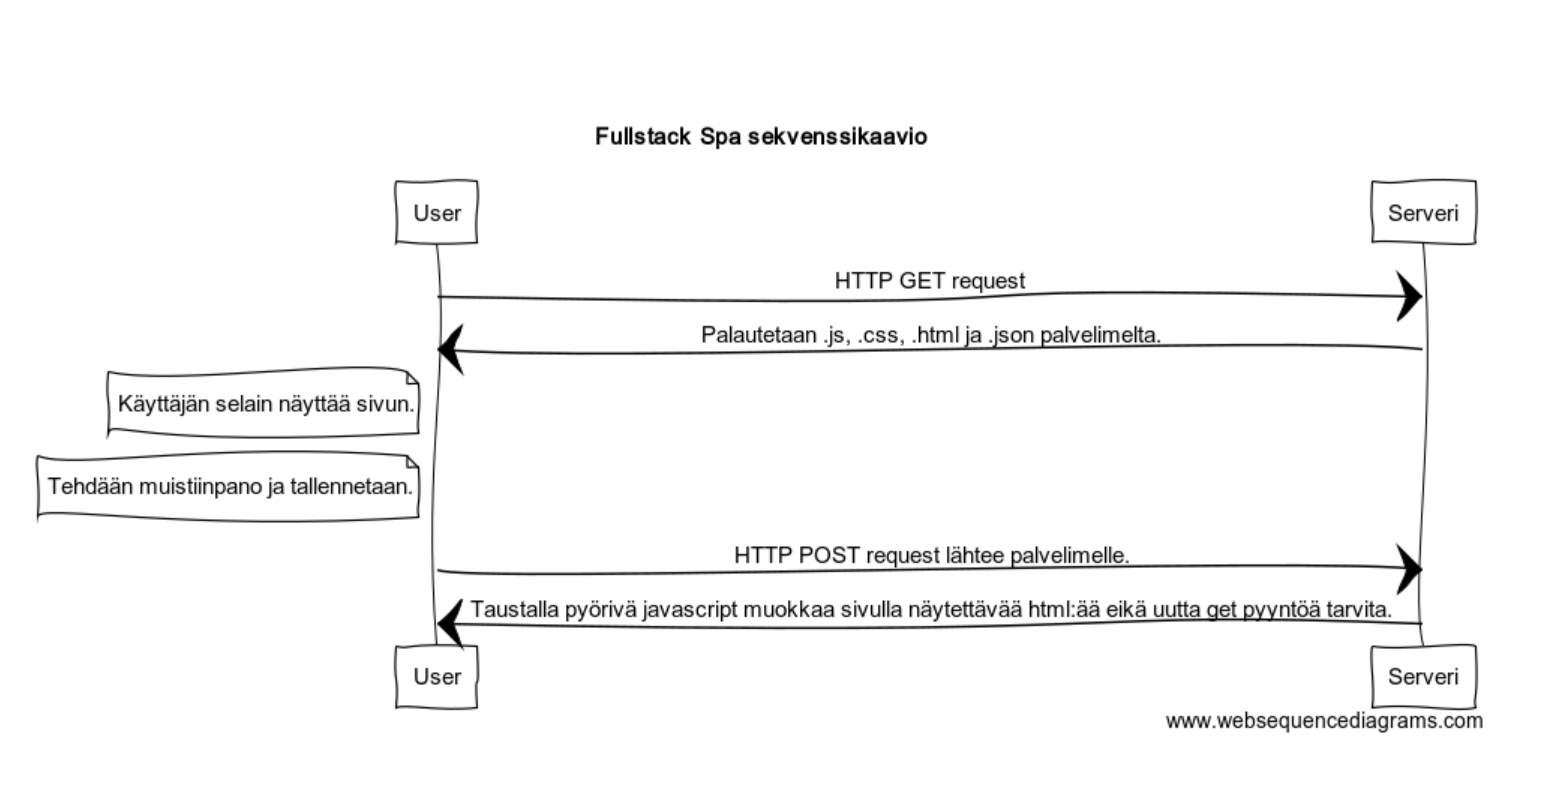 Fullstack Spa sekvenssikaavio
User
Serveri
HTTP GET request
Palautetaan .js, .css, .html ja .json palvelimelta.
Käyttäjän selain näyttää sivun.
Tehdään muistiinpano ja tallennetaan.
HTTP POST request lähtee palvelimelle.
Taustalla pyörivä javascript muokkaa sivulla näytettävää html:ää eikä uutta get pyyntöä tarvita.
User
Serveri
www.websequencediagrams.com